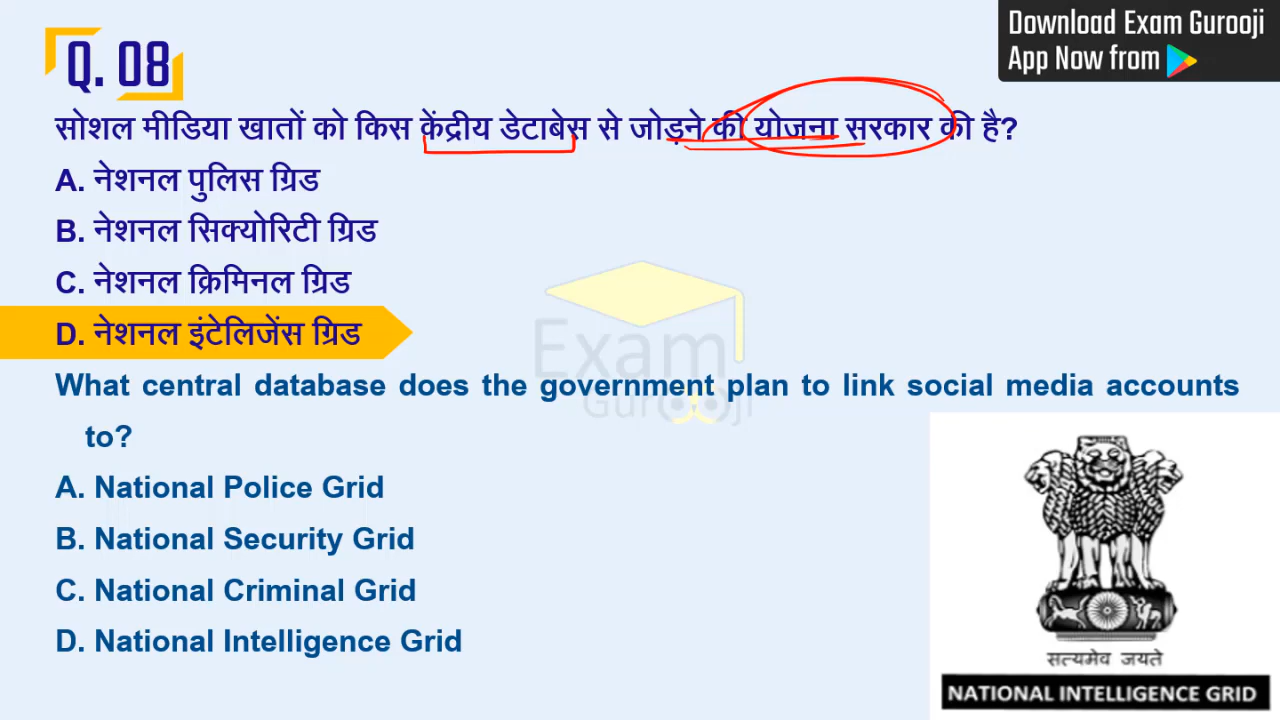 Download Exam Gurooji
App Now from
Q. 08
सोशल मीडिया खातों को किस केंद्रीय डेटाबेस से जोड़ने की योजना सरकार की है?
A. नेशनल पुलिस ग्रिड
B. नेशनल सिक्योरिटी ग्रिड
C. नेशनल क्रिमिनल ग्रिड
D. नेशनल इंटेलिजेंस ग्रिड
Exam
Gurooji
What central database does the government plan to link social media accounts
to?
A. National Police Grid
B. National Security Grid
C. National Criminal Grid
D. National Intelligence Grid
सत्यमेव जयते
NATIONAL INTELLIGENCE GRID